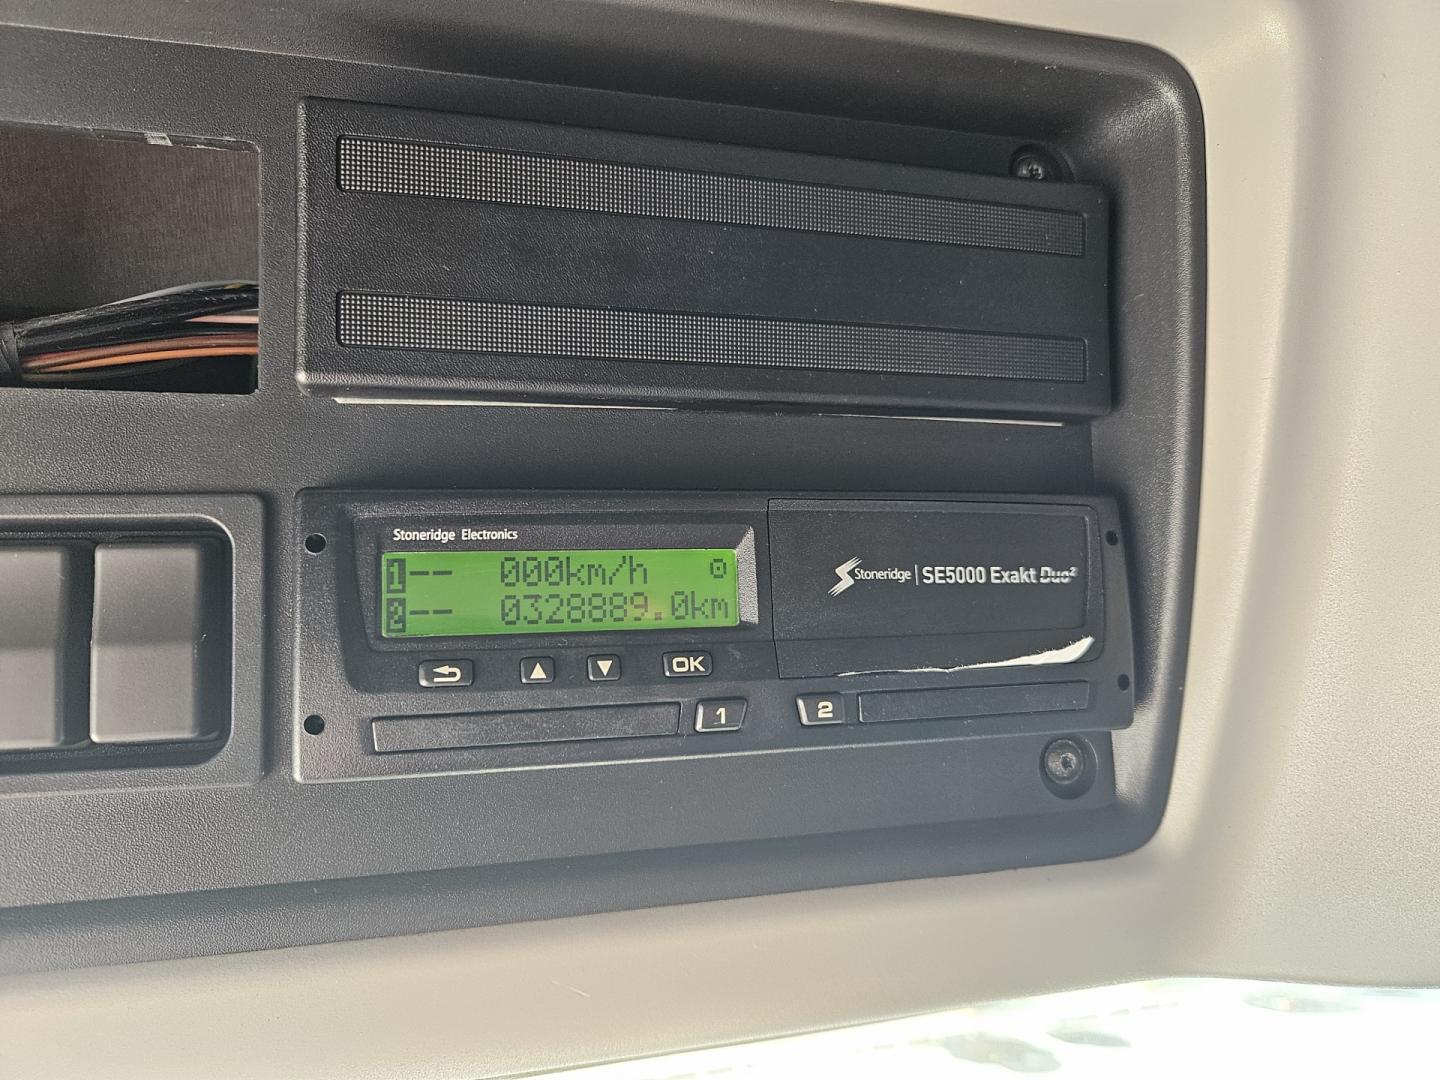 Stoneridge Electronics
1-- 000km/h
2-- 0328889.0km
OK
1
2
Stoneridge | SE5000 Exakt Duo²